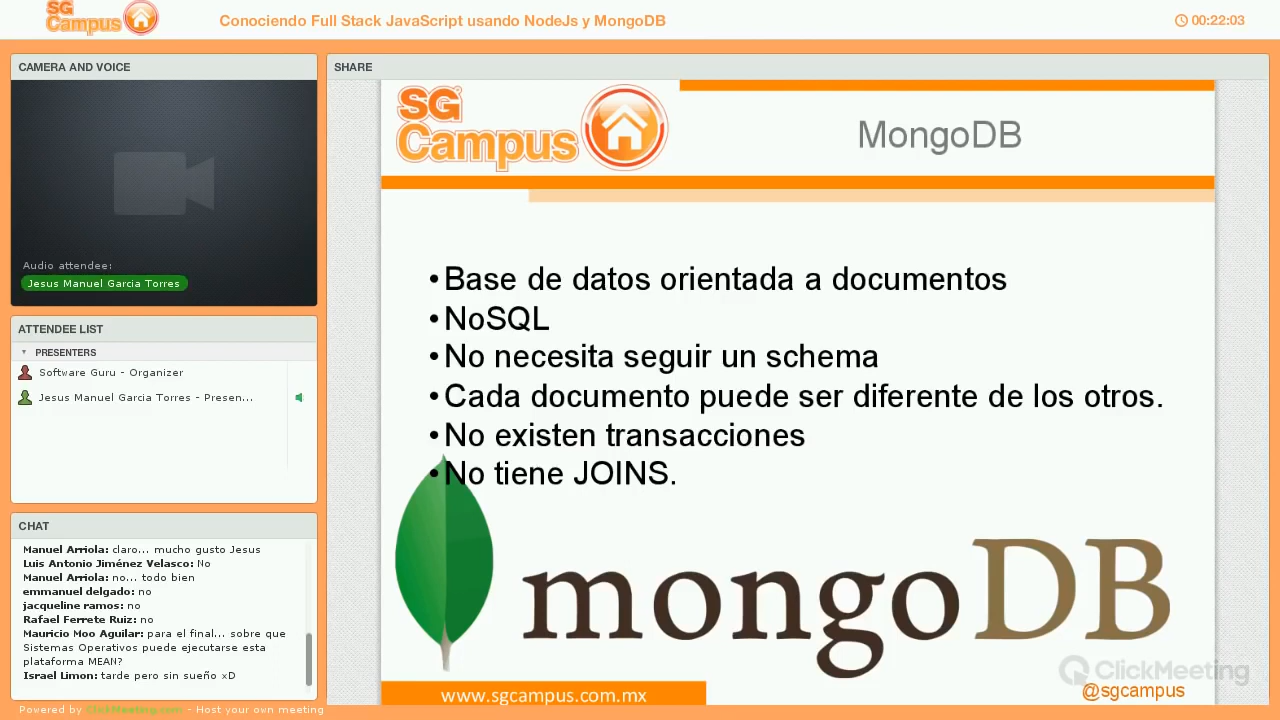 SG Campus
Conociendo Full Stack JavaScript usando NodeJs y MongoDB
00:22:03
CAMERA AND VOICE
Audio attendee:
Jesus Manuel Garcia Torres
ATTENDEE LIST
PRESENTERS
Software Guru - Organizer
Jesus Manuel Garcia Torres - Presen...
CHAT
Manuel Arriola: claro... mucho gusto Jesus
Luis Antonio Jiménez Velasco: No
Manuel Arriola: no... todo bien
emmanuel delgado: no
jacqueline ramos: no
Rafael Ferrete Ruiz: no
Mauricio Moo Aguilar: para el final... sobre que
Sistemas Operativos puede ejecutarse esta
plataforma MEAN?
Israel Limon: tarde pero sin sueño xD
Powered by ClickMeeting.com - Host your own meeting
SHARE
SG
Campus
MongoDB
•Base de datos orientada a documentos
•NoSQL
•No necesita seguir un schema
•Cada documento puede ser diferente de los otros.
•No existen transacciones
•No tiene JOINS.
mongoDB
ClickMeeting
www.sgcampus.com.mx
@sgcampus